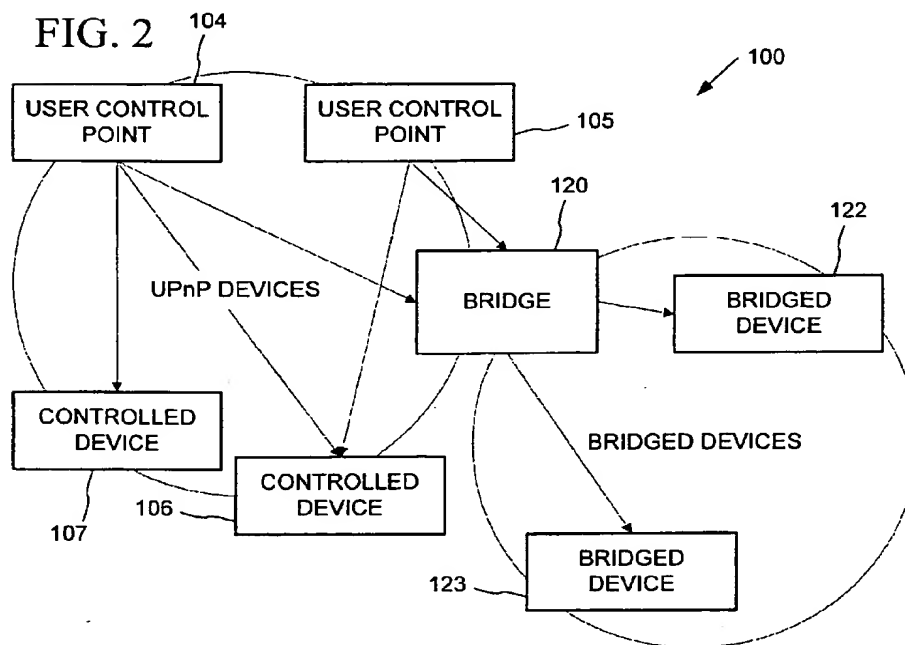 FIG. 2
104
100
USER CONTROL
POINT
USER CONTROL
POINT
105
120
122
UPnP DEVICES
BRIDGE
BRIDGED
DEVICE
CONTROLLED
DEVICE
BRIDGED DEVICES
CONTROLLED
DEVICE
106
107
BRIDGED
DEVICE
123